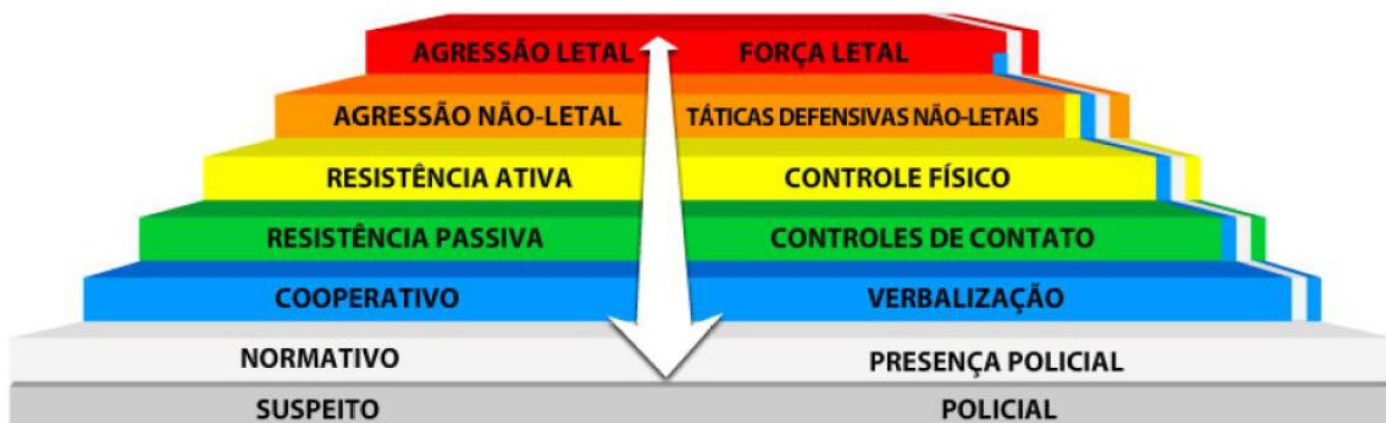 AGRESSÃO LETAL FORÇA LETAL
AGRESSÃO NÃO-LETAL TÁTICAS DEFENSIVAS NÃO-LETAIS
RESISTÊNCIA ATIVA CONTROLE FÍSICO
RESISTÊNCIA PASSIVA CONTROLES DE CONTATO
COOPERATIVO VERBALIZAÇÃO
NORMATIVO PRESENÇA POLICIAL
SUSPEITO POLICIAL